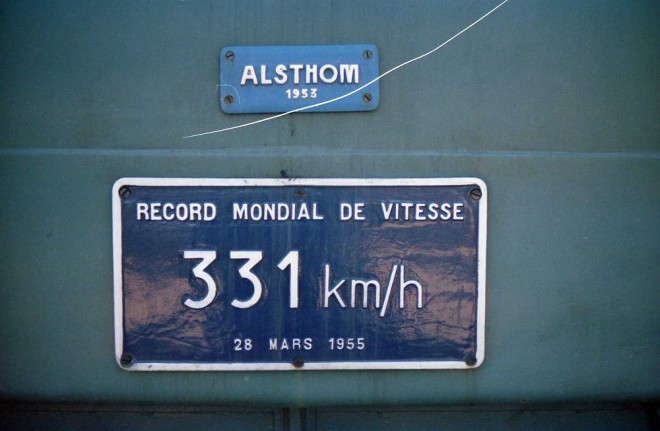 ALSTHOM
1953
RECORD MONDIAL DE VITESSE
331 km/h
28 MARS 1955